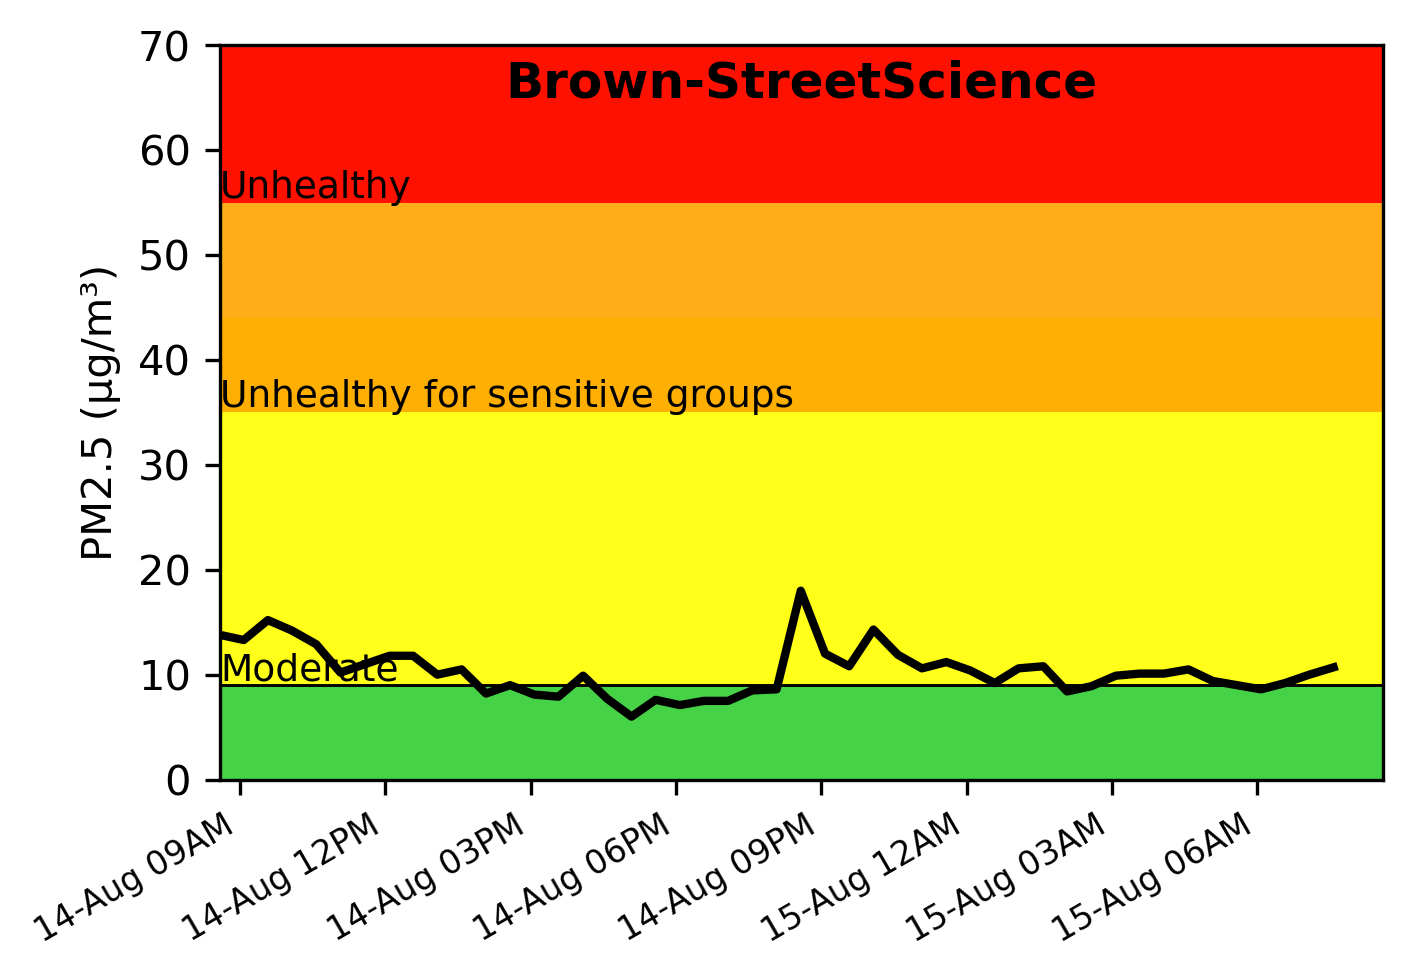 Brown-StreetScience
70
60
50
40
30
20
10
0
PM2.5 (µg/m³)
Unhealthy
Unhealthy for sensitive groups
Moderate
14-Aug 09AM
14-Aug 12PM
14-Aug 03PM
14-Aug 06PM
14-Aug 09PM
15-Aug 12AM
15-Aug 03AM
15-Aug 06AM